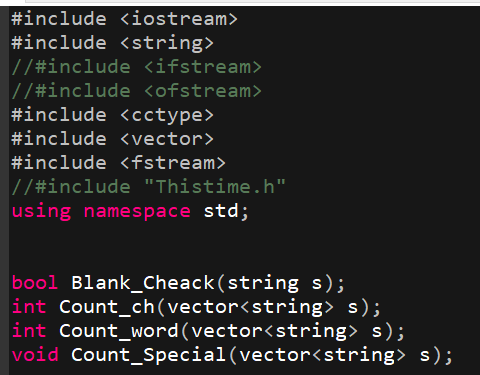 #include <iostream>
#include <string>
//#include <ifstream>
//#include <ofstream>
#include <cctype>
#include <vector>
#include <fstream>
//#include "Thistime.h"
using namespace std;
bool Blank_Cheack(string s);
int Count_ch(vector<string> s);
int Count_word(vector<string> s);
void Count_Special(vector<string> s);